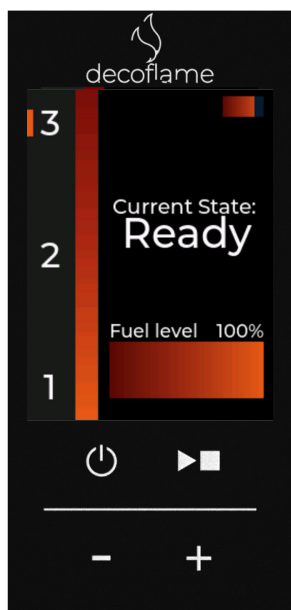 decoflame
3
Current State:
Ready
2
Fuel level 100%
1
- +